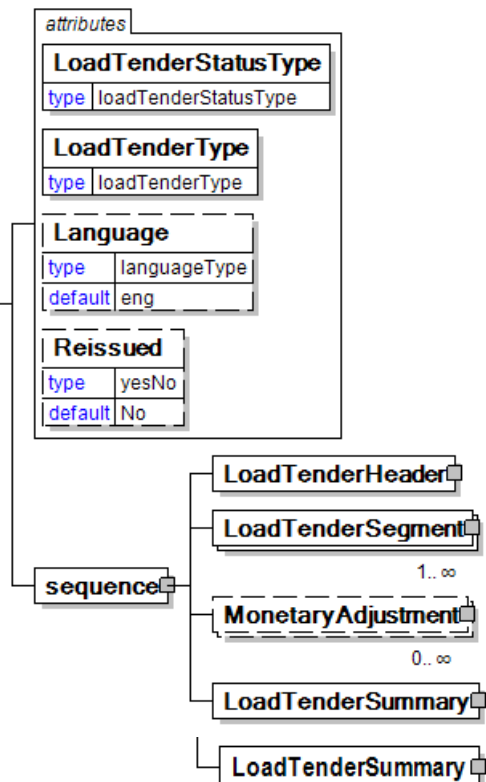 attributes
LoadTenderStatusType
type loadTenderStatusType
LoadTenderType
type loadTenderType
Language
type languageType
default eng
Reissued
type yesNo
default No
LoadTenderHeader
LoadTenderSegment
1.. ∞
sequence
MonetaryAdjustment
0.. ∞
LoadTenderSummary
LoadTenderSummary